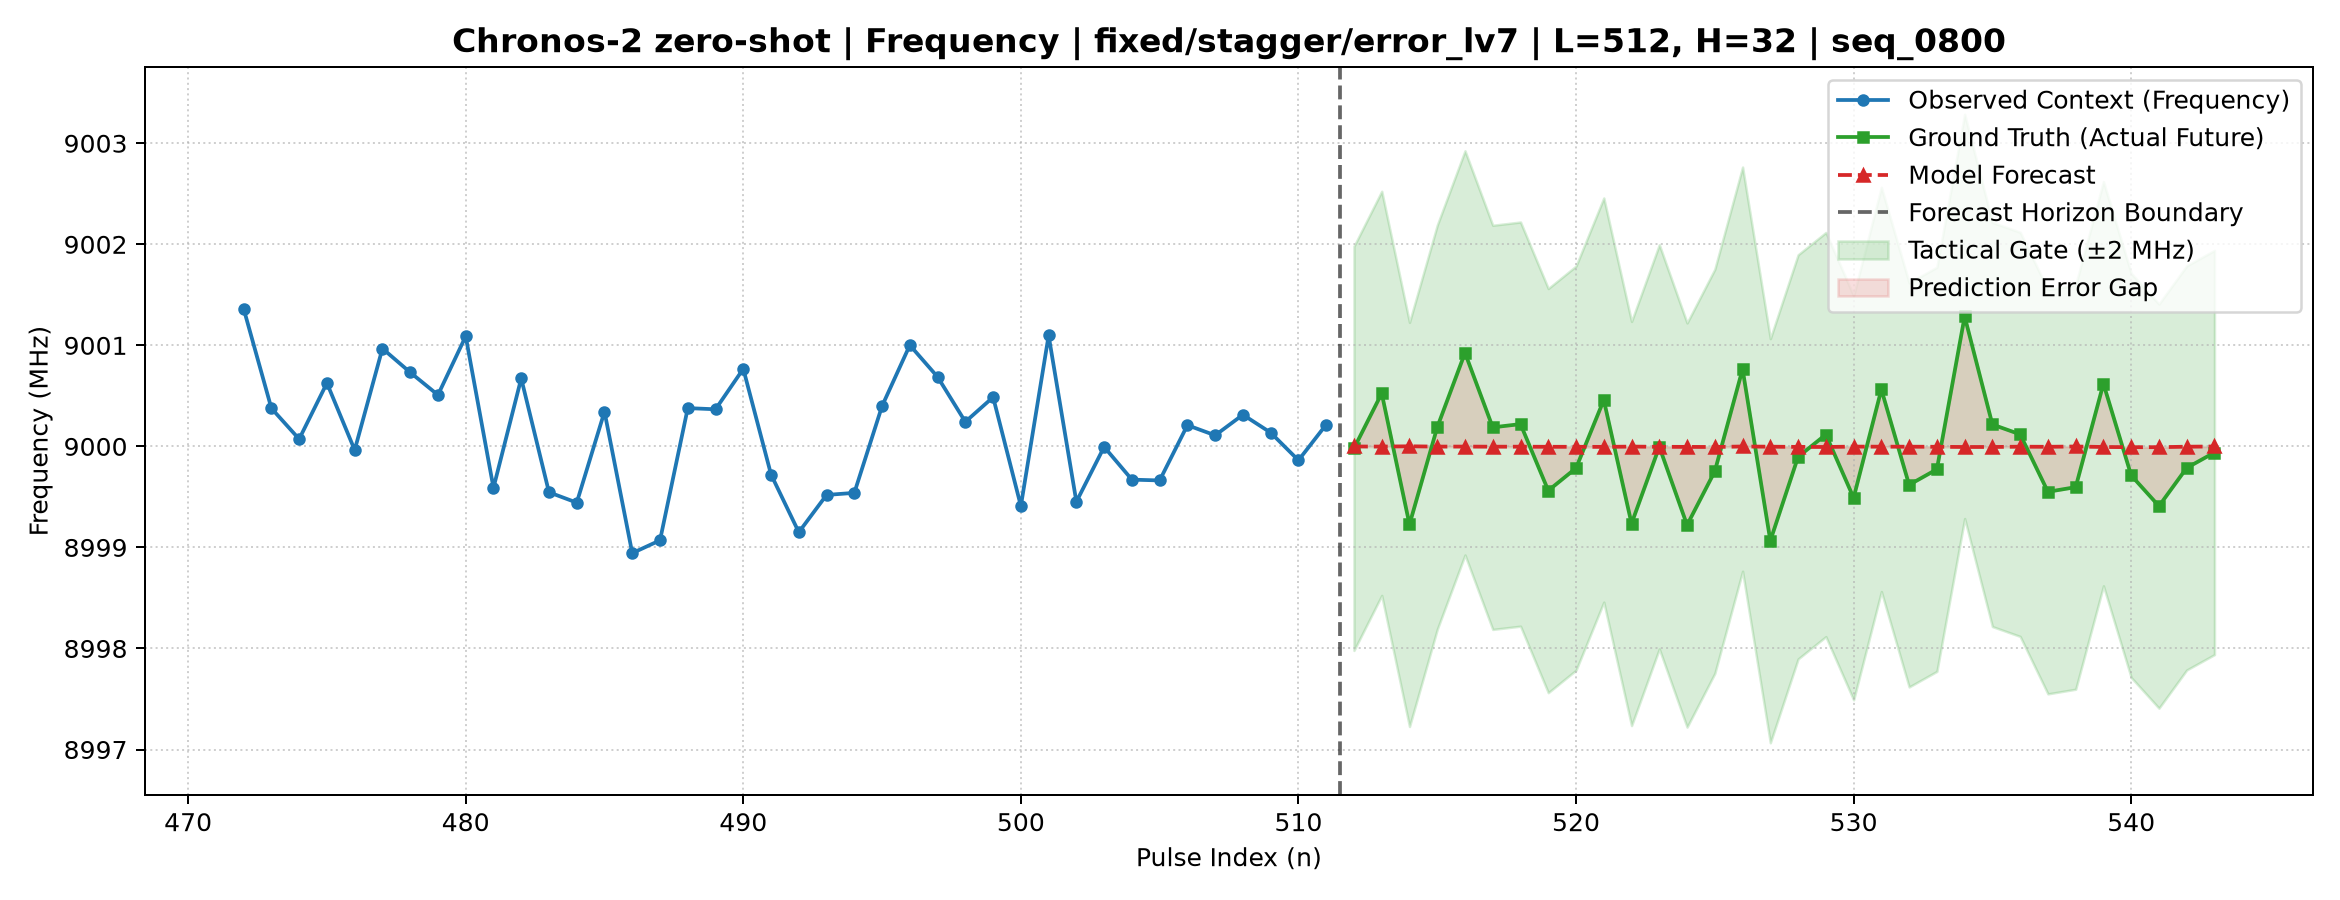 Chronos-2 zero-shot | Frequency | fixed/stagger/error_lv7 | L=512, H=32 | seq_0800
Observed Context (Frequency)
Ground Truth (Actual Future)
Model Forecast
Forecast Horizon Boundary
Tactical Gate (±2 MHz)
Prediction Error Gap
Frequency (MHz)
9003
9002
9001
9000
8999
8998
8997
470 480 490 500 510 520 530 540
Pulse Index (n)